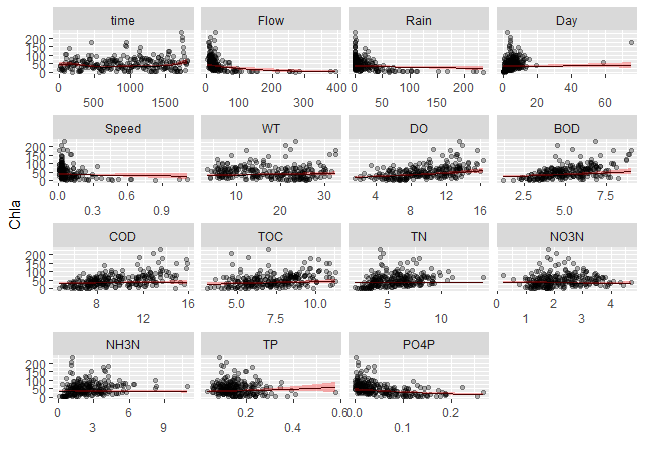 time Flow Rain Day
200
150
100
50
0
500 1000 1500 0 100 200 300 400 0 50 100 150 200 0 20 40 60
0
Speed WT DO BOD
200
150
100
50
0
0.0 0.6 10 30 4 12 2.5 7.5
0.3 0.9 20 8 16 5.0
Chla
COD TOC TN NO3N
200
150
100
50
0
8 16 5.0 10.0 5 0 2 4
12 7.5 10 1 3
NH3N TP PO4P
200
150
100
50
0
0 6 0.2 0.6 0.0 0.2
3 9 0.4 0.1